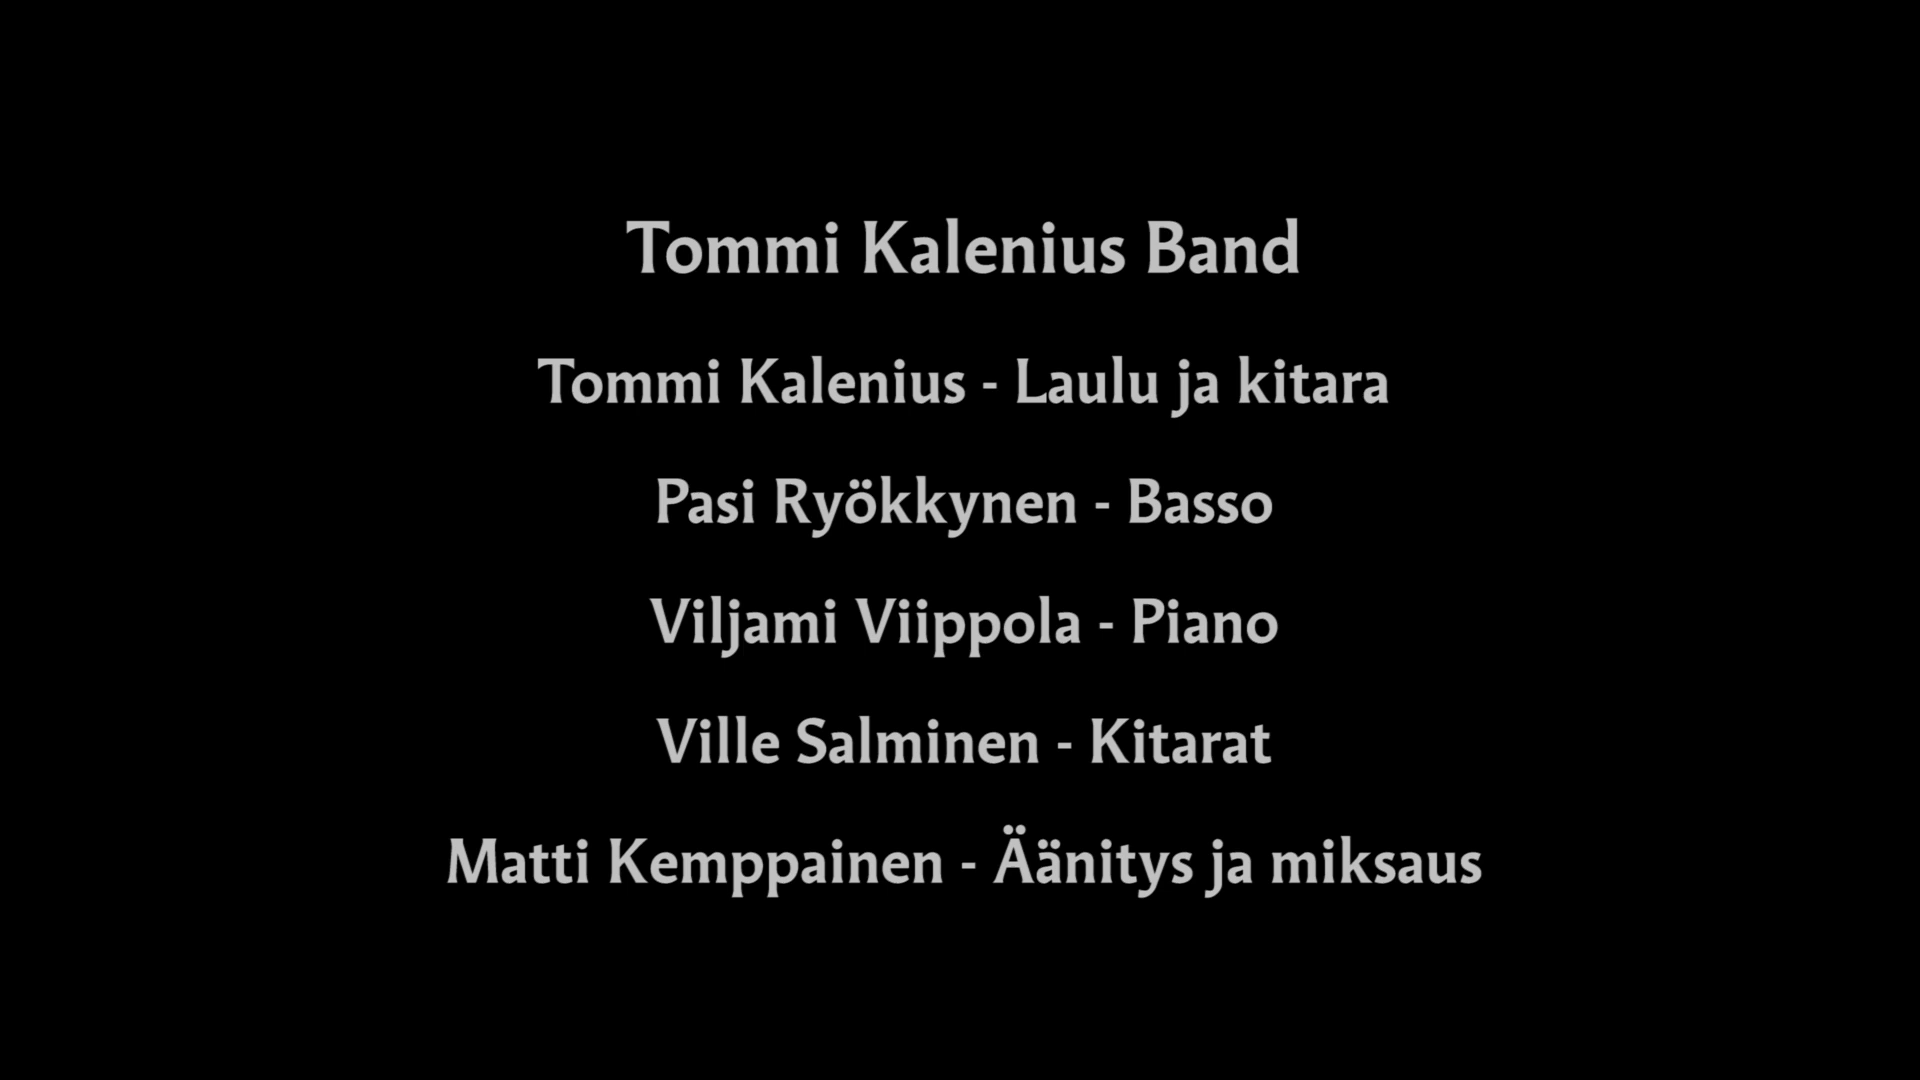 Tommi Kalenius Band
Tommi Kalenius - Laulu ja kitara
Pasi Ryökkynen - Basso
Viljami Viippola - Piano
Ville Salminen - Kitarat
Matti Kemppainen - Äänitys ja miksaus